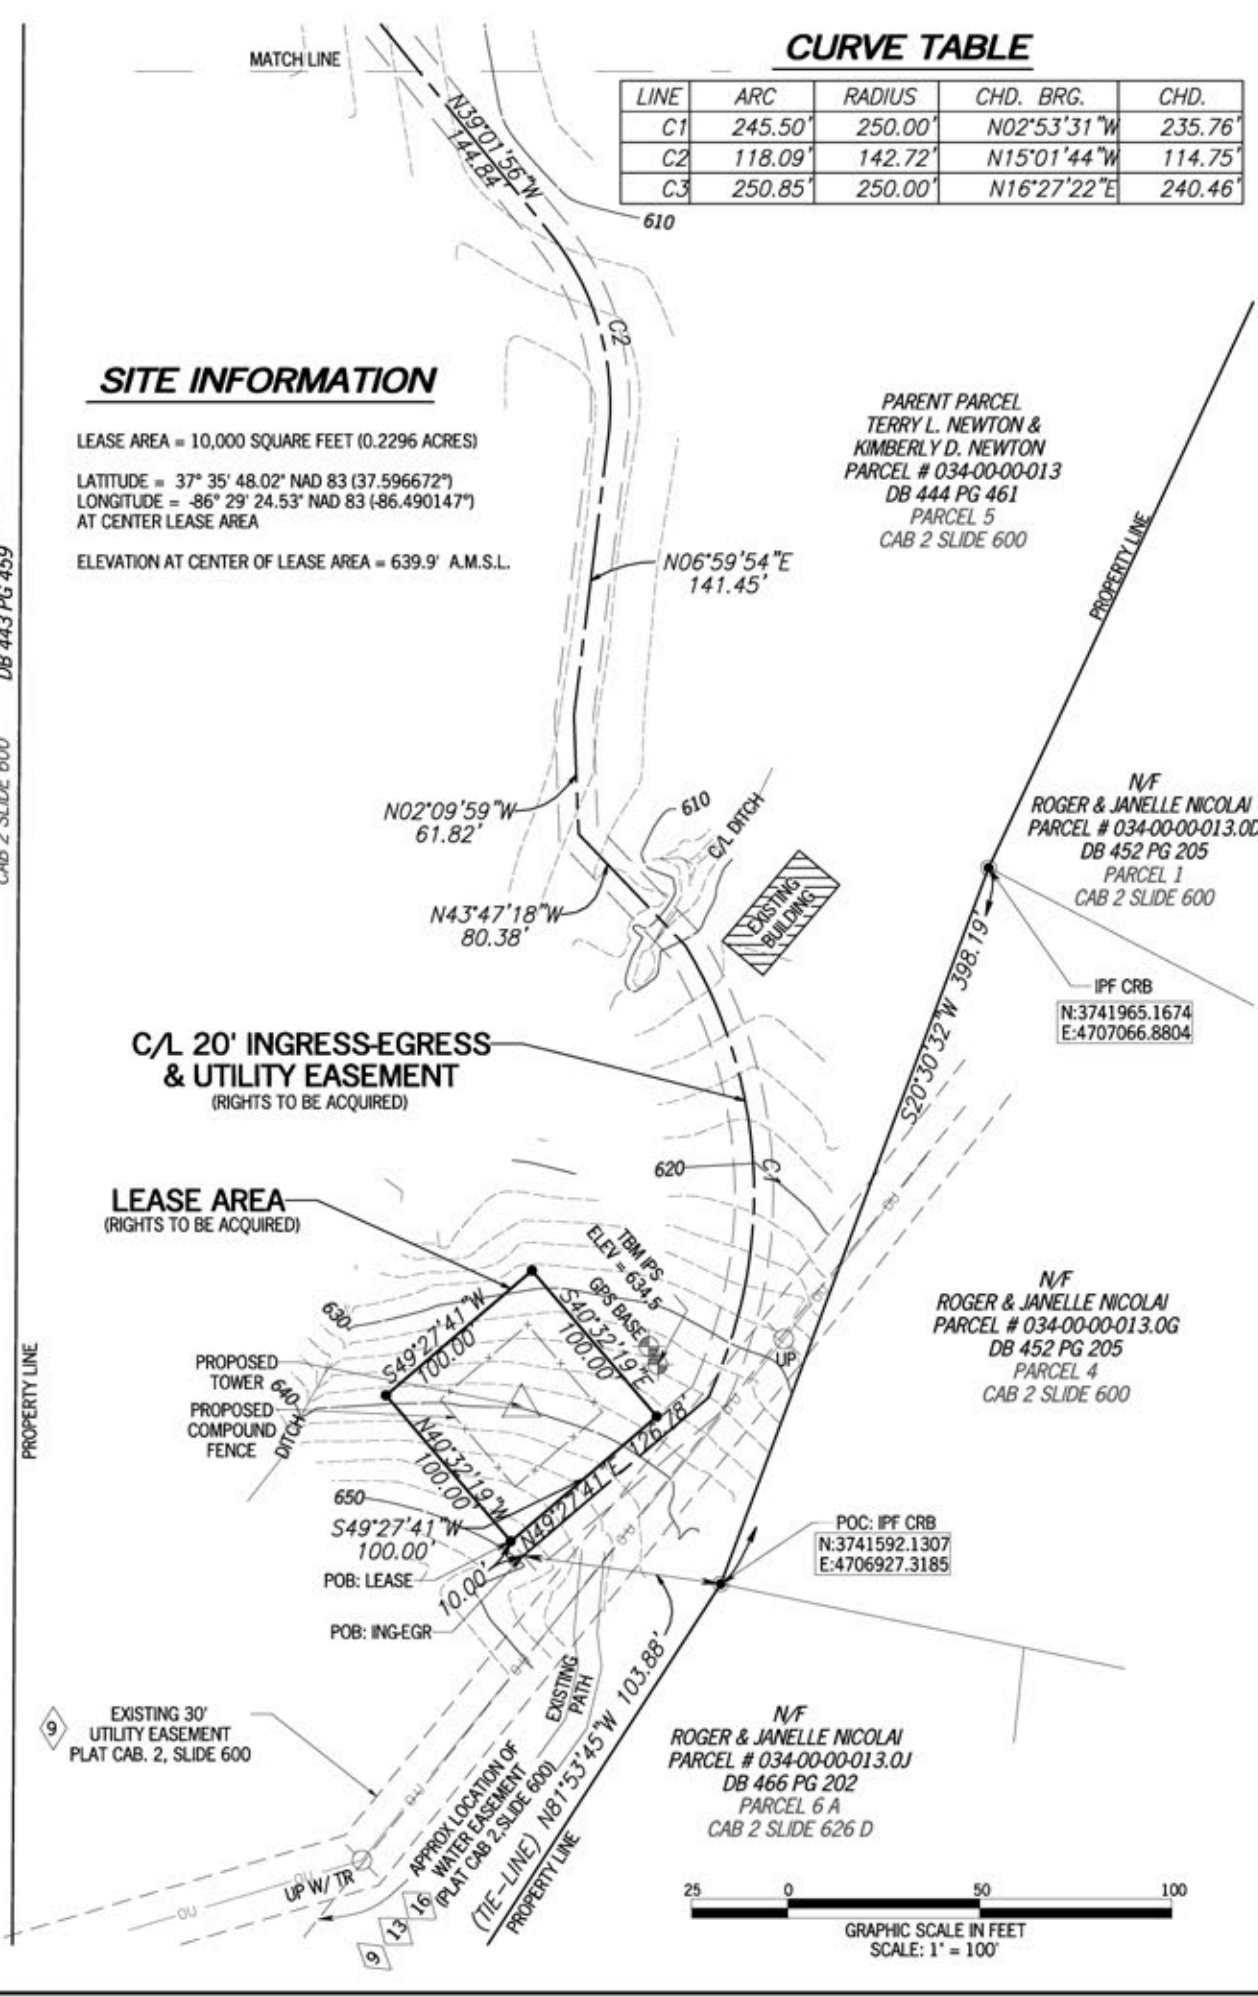 MATCH LINE
CURVE TABLE
LINE ARC RADIUS CHD. BRG. CHD.
C1 245.50' 250.00' N02°53'31"W 235.76'
C2 118.09' 142.72' N15°01'44"W 114.75'
C3 250.85' 250.00' N16°27'22"E 240.46'
N39°01'56"W
144.84'
610
C2
SITE INFORMATION
LEASE AREA = 10,000 SQUARE FEET (0.2296 ACRES)
LATITUDE = 37° 35' 48.02" NAD 83 (37.596672°)
LONGITUDE = -86° 29' 24.53" NAD 83 (-86.490147°)
AT CENTER LEASE AREA
ELEVATION AT CENTER OF LEASE AREA = 639.9' A.M.S.L.
PARENT PARCEL
TERRY L. NEWTON &
KIMBERLY D. NEWTON
PARCEL # 034-00-00-013
DB 444 PG 461
PARCEL 5
CAB 2 SLIDE 600
PROPERTY LINE
DB 443 PG 459
CAB 2 SLIDE 600
N06°59'54"E
141.45'
N02°09'59"W
61.82'
610
C/L DITCH
EXISTING
BUILDING
N43°47'18"W
80.38'
N/F
ROGER & JANELLE NICOLAI
PARCEL # 034-00-00-013.0D
DB 452 PG 205
PARCEL 1
CAB 2 SLIDE 600
S20°30'32"W 398.19'
IPF CRB
N:3741965.1674
E:4707066.8804
C/L 20' INGRESS-EGRESS
& UTILITY EASEMENT
(RIGHTS TO BE ACQUIRED)
620
C1
LEASE AREA
(RIGHTS TO BE ACQUIRED)
TBM IPS
ELEV = 634.5
GPS BASE
OU
OU
UP
N/F
ROGER & JANELLE NICOLAI
PARCEL # 034-00-00-013.0G
DB 452 PG 205
PARCEL 4
CAB 2 SLIDE 600
630
S49°27'41"W
100.00'
S40°32'19"E
100.00'
PROPERTY LINE
PROPOSED
TOWER
640
PROPOSED
COMPOUND
FENCE
DITCH
N40°32'19"W
100.00'
N49°27'41"E 126.78'
650
S49°27'41"W
100.00'
POB: LEASE
10.00'
POB: ING-EGR
OU
OU
POC: IPF CRB
N:3741592.1307
E:4706927.3185
OU
EXISTING
PATH
9
EXISTING 30'
UTILITY EASEMENT
PLAT CAB. 2, SLIDE 600
OU
APPROX LOCATION OF
WATER EASEMENT
(PLAT CAB 2,SLIDE 600)
(TIE-LINE) N81°53'45"W 103.88'
PROPERTY LINE
N/F
ROGER & JANELLE NICOLAI
PARCEL # 034-00-00-013.0J
DB 466 PG 202
PARCEL 6 A
CAB 2 SLIDE 626 D
UP W/ TR
OU
OU
9 13 16
25 0 50 100
GRAPHIC SCALE IN FEET
SCALE: 1" = 100'